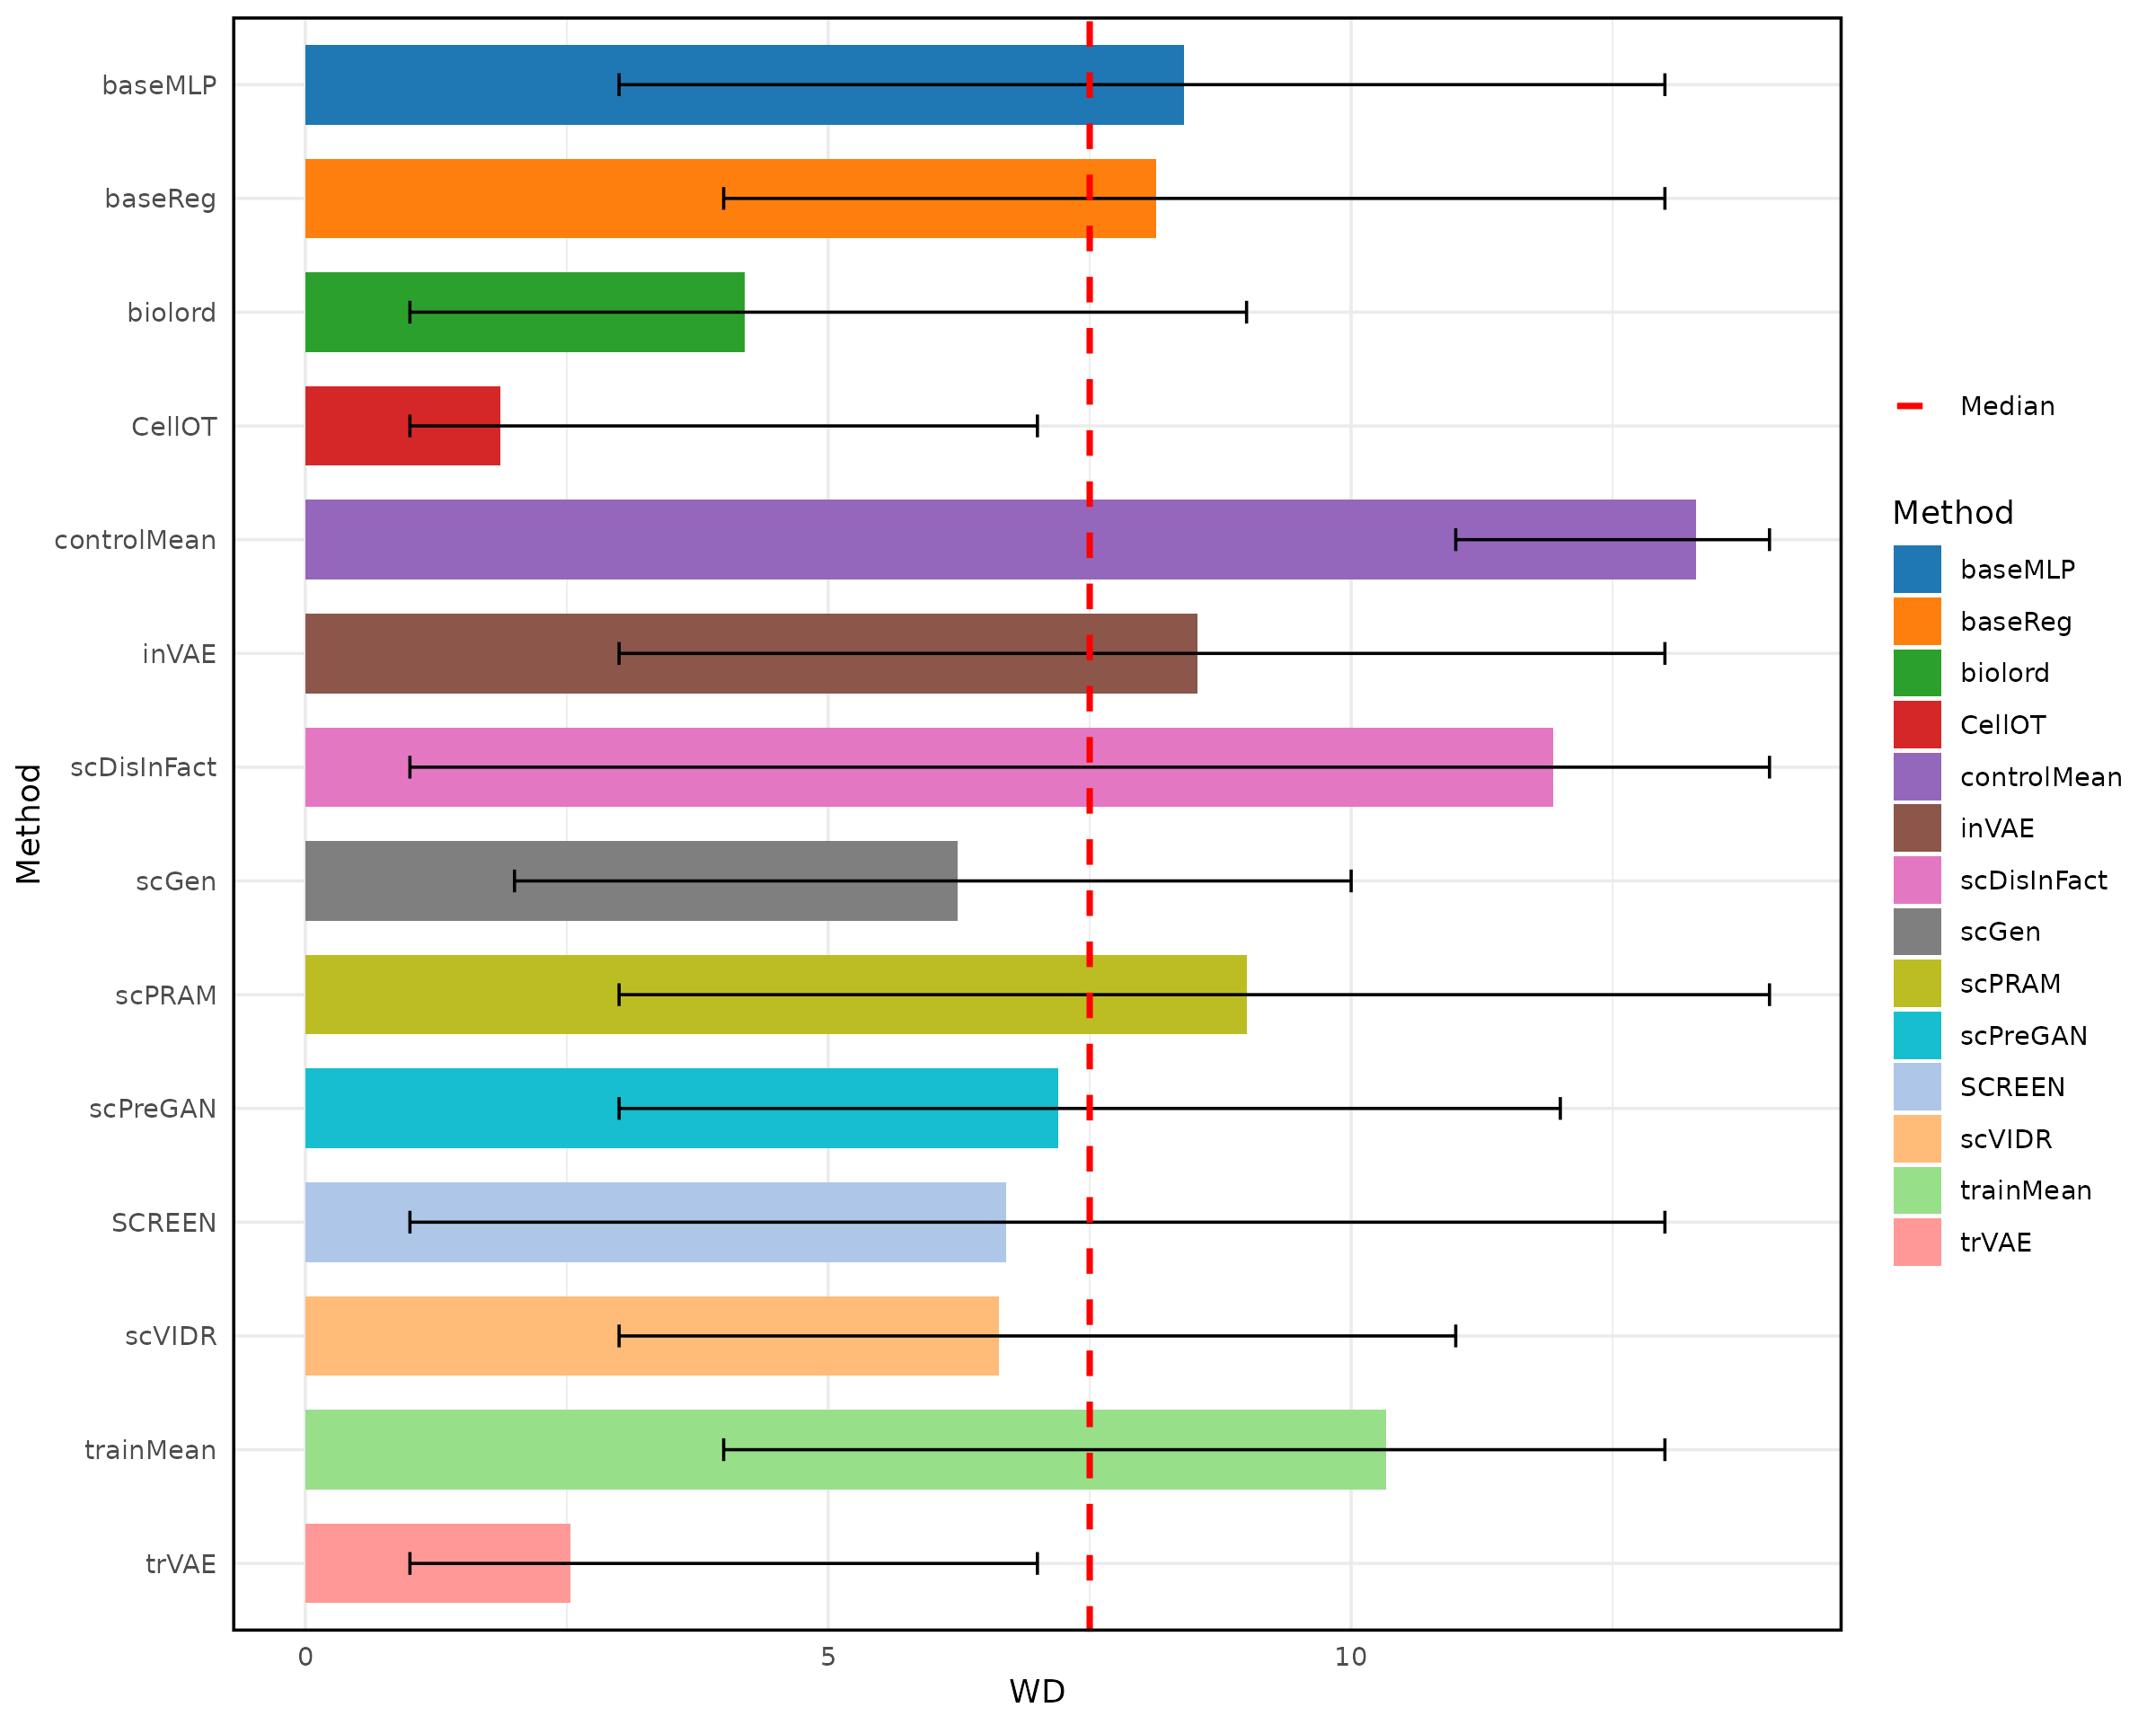 baseMLP
baseReg
biolord
CellOT
controlMean
inVAE
scDisInFact
scGen
scPRAM
scPreGAN
SCREEN
scVIDR
trainMean
trVAE
Method
0 5 10
WD
Median
Method
baseMLP
baseReg
biolord
CellOT
controlMean
inVAE
scDisInFact
scGen
scPRAM
scPreGAN
SCREEN
scVIDR
trainMean
trVAE